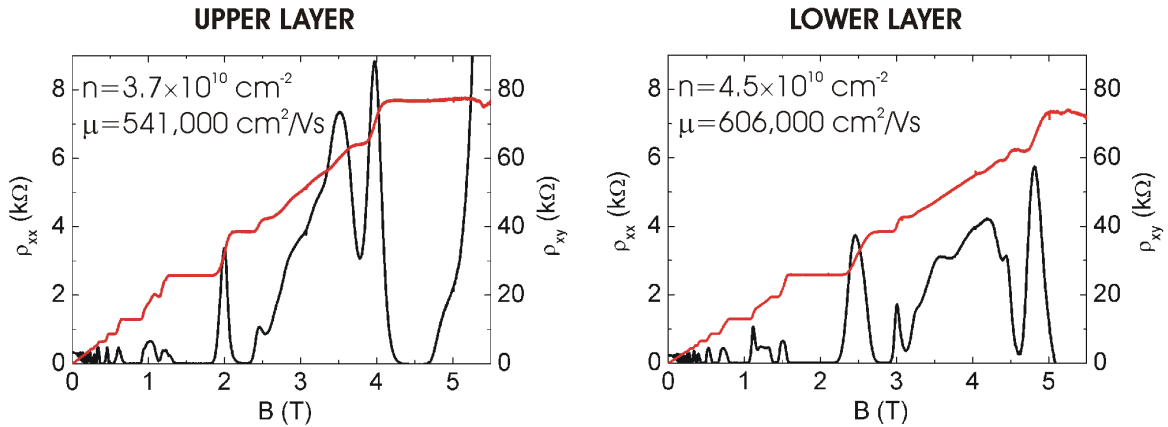 UPPER LAYER
n=3.7×10¹⁰ cm⁻²
μ=541,000 cm²/Vs
ρxx (kΩ)
8
6
4
2
0
ρxy (kΩ)
80
60
40
20
0
0 1 2 3 4 5
B (T)
LOWER LAYER
n=4.5×10¹⁰ cm⁻²
μ=606,000 cm²/Vs
ρxx (kΩ)
8
6
4
2
0
ρxy (kΩ)
80
60
40
20
0
0 1 2 3 4 5
B (T)